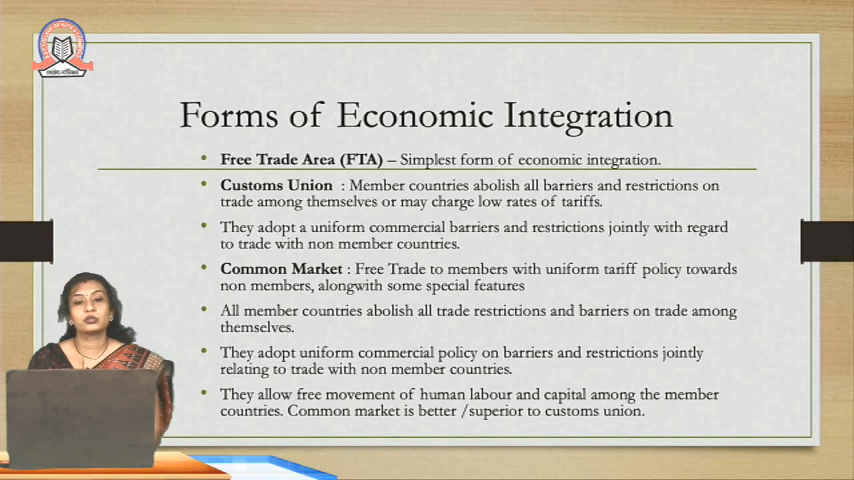 Forms of Economic Integration
• Free Trade Area (FTA) – Simplest form of economic integration.
• Customs Union : Member countries abolish all barriers and restrictions on
trade among themselves or may charge low rates of tariffs.
• They adopt a uniform commercial barriers and restrictions jointly with regard
to trade with non member countries.
• Common Market : Free Trade to members with uniform tariff policy towards
non members, alongwith some special features
• All member countries abolish all trade restrictions and barriers on trade among
themselves.
• They adopt uniform commercial policy on barriers and restrictions jointly
relating to trade with non member countries.
• They allow free movement of human labour and capital among the member
countries. Common market is better /superior to customs union.